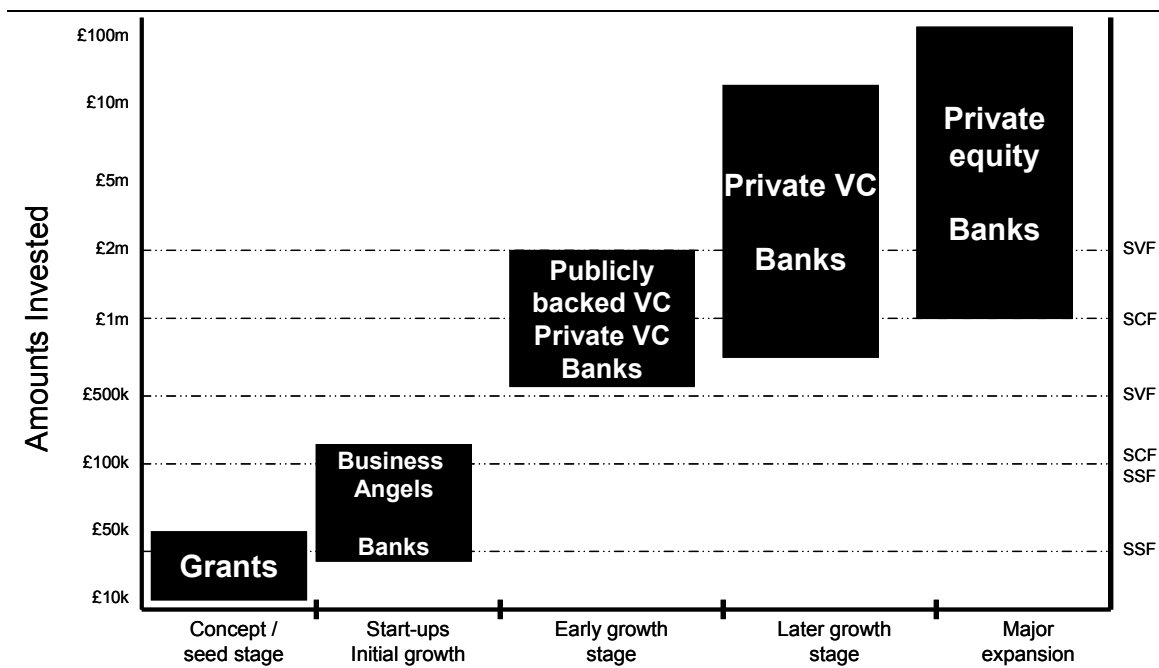 £100m
£10m
£5m
£2m
£1m
£500k
£100k
£50k
£10k
Amounts Invested
Grants
Business
Angels
Banks
Publicly
backed VC
Private VC
Banks
Private VC
Banks
Private
equity
Banks
SVF
SCF
SVF
SCF
SSF
SSF
Concept /
seed stage
Start-ups
Initial growth
Early growth
stage
Later growth
stage
Major
expansion